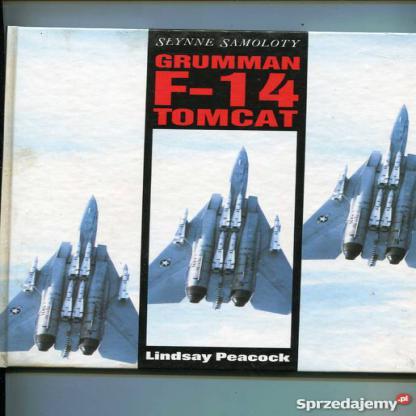 SŁYNNE SAMOLOTY
GRUMMAN
F-14
TOMCAT
Lindsay Peacock
Sprzedajemy.pl